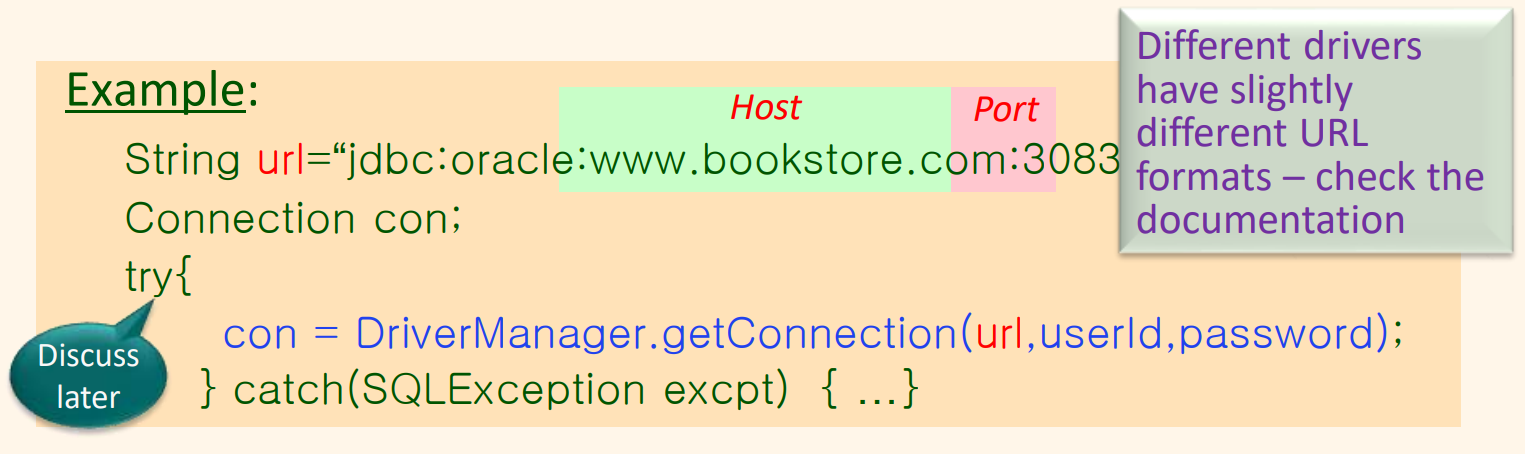 Example:
Host
Port
String url=“jdbc:oracle:www.bookstore.com:3083
Connection con;
try{
con = DriverManager.getConnection(url,userId,password);
} catch(SQLException excpt) { ...}
Discuss
later
Different drivers
have slightly
different URL
formats – check the
documentation